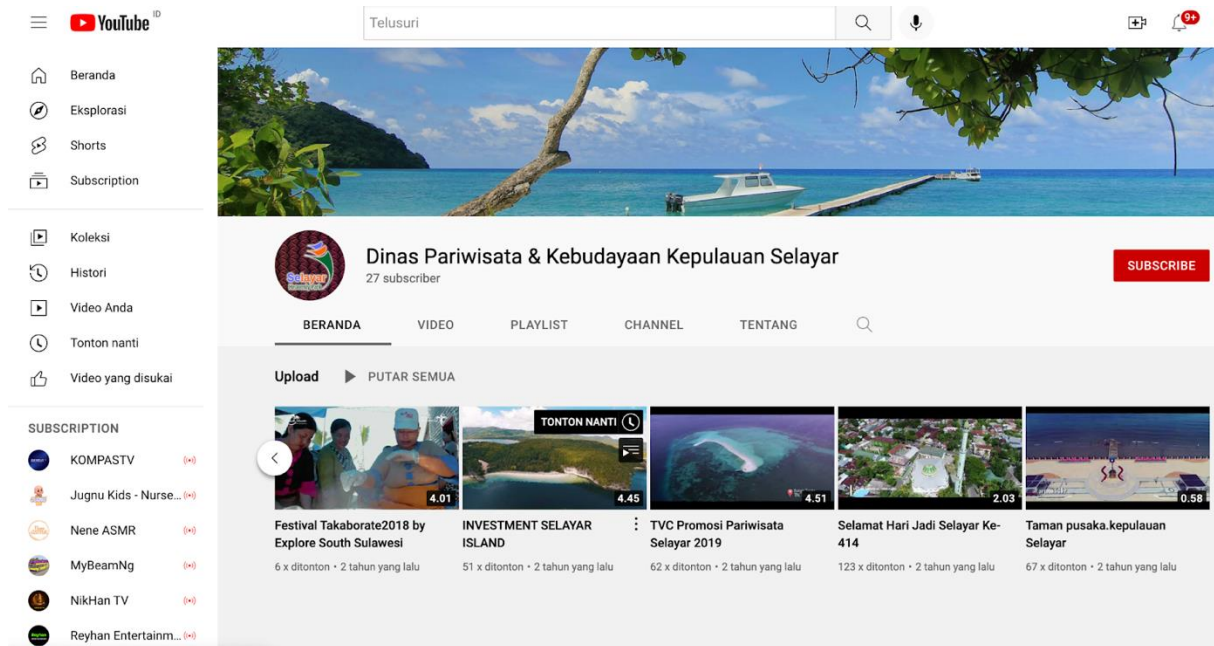 YouTube ID
Telusuri
9+
Beranda
Eksplorasi
Shorts
Subscription
Koleksi
Histori
Video Anda
Tonton nanti
Video yang disukai
SUBSCRIPTION
KOMPASTV
Jugnu Kids - Nurse...
Nene ASMR
MyBeamNg
NikHan TV
Reyhan Entertainm...
Selayar
Dinas Pariwisata & Kebudayaan Kepulauan Selayar
27 subscriber
SUBSCRIBE
BERANDA VIDEO PLAYLIST CHANNEL TENTANG
Upload PUTAR SEMUA
4.01
Festival Takaborate2018 by
Explore South Sulawesi
6 x ditonton • 2 tahun yang lalu
TONTON NANTI
4.45
INVESTMENT SELAYAR
ISLAND
51 x ditonton • 2 tahun yang lalu
4.51
TVC Promosi Pariwisata
Selayar 2019
62 x ditonton • 2 tahun yang lalu
2.03
Selamat Hari Jadi Selayar Ke-
414
123 x ditonton • 2 tahun yang lalu
0.58
Taman pusaka.kepulauan
Selayar
67 x ditonton • 2 tahun yang lalu